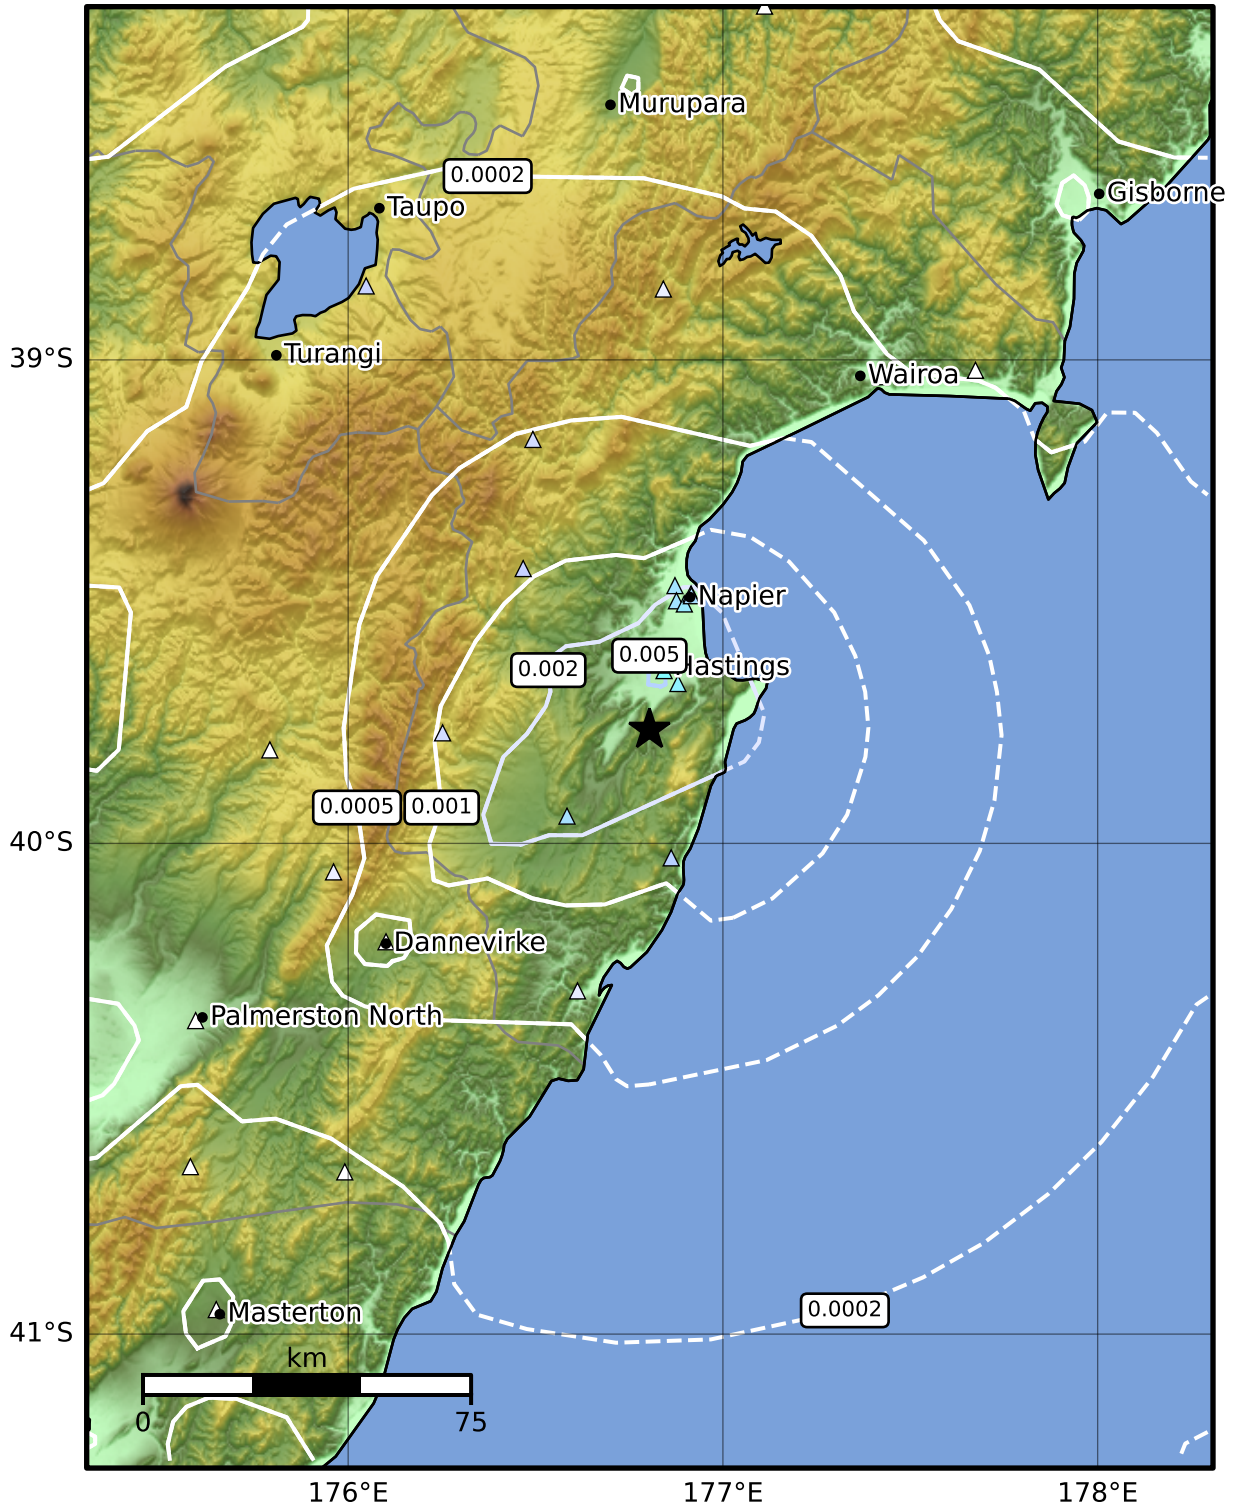 Murupara
0.0002
Gisborne
Taupo
39°S
Turangi
Wairoa
Napier
0.002
0.005
Hastings
0.0005
0.001
40°S
Dannevirke
Palmerston North
Masterton
0.0002
41°S
km
0
75
176°E
177°E
178°E